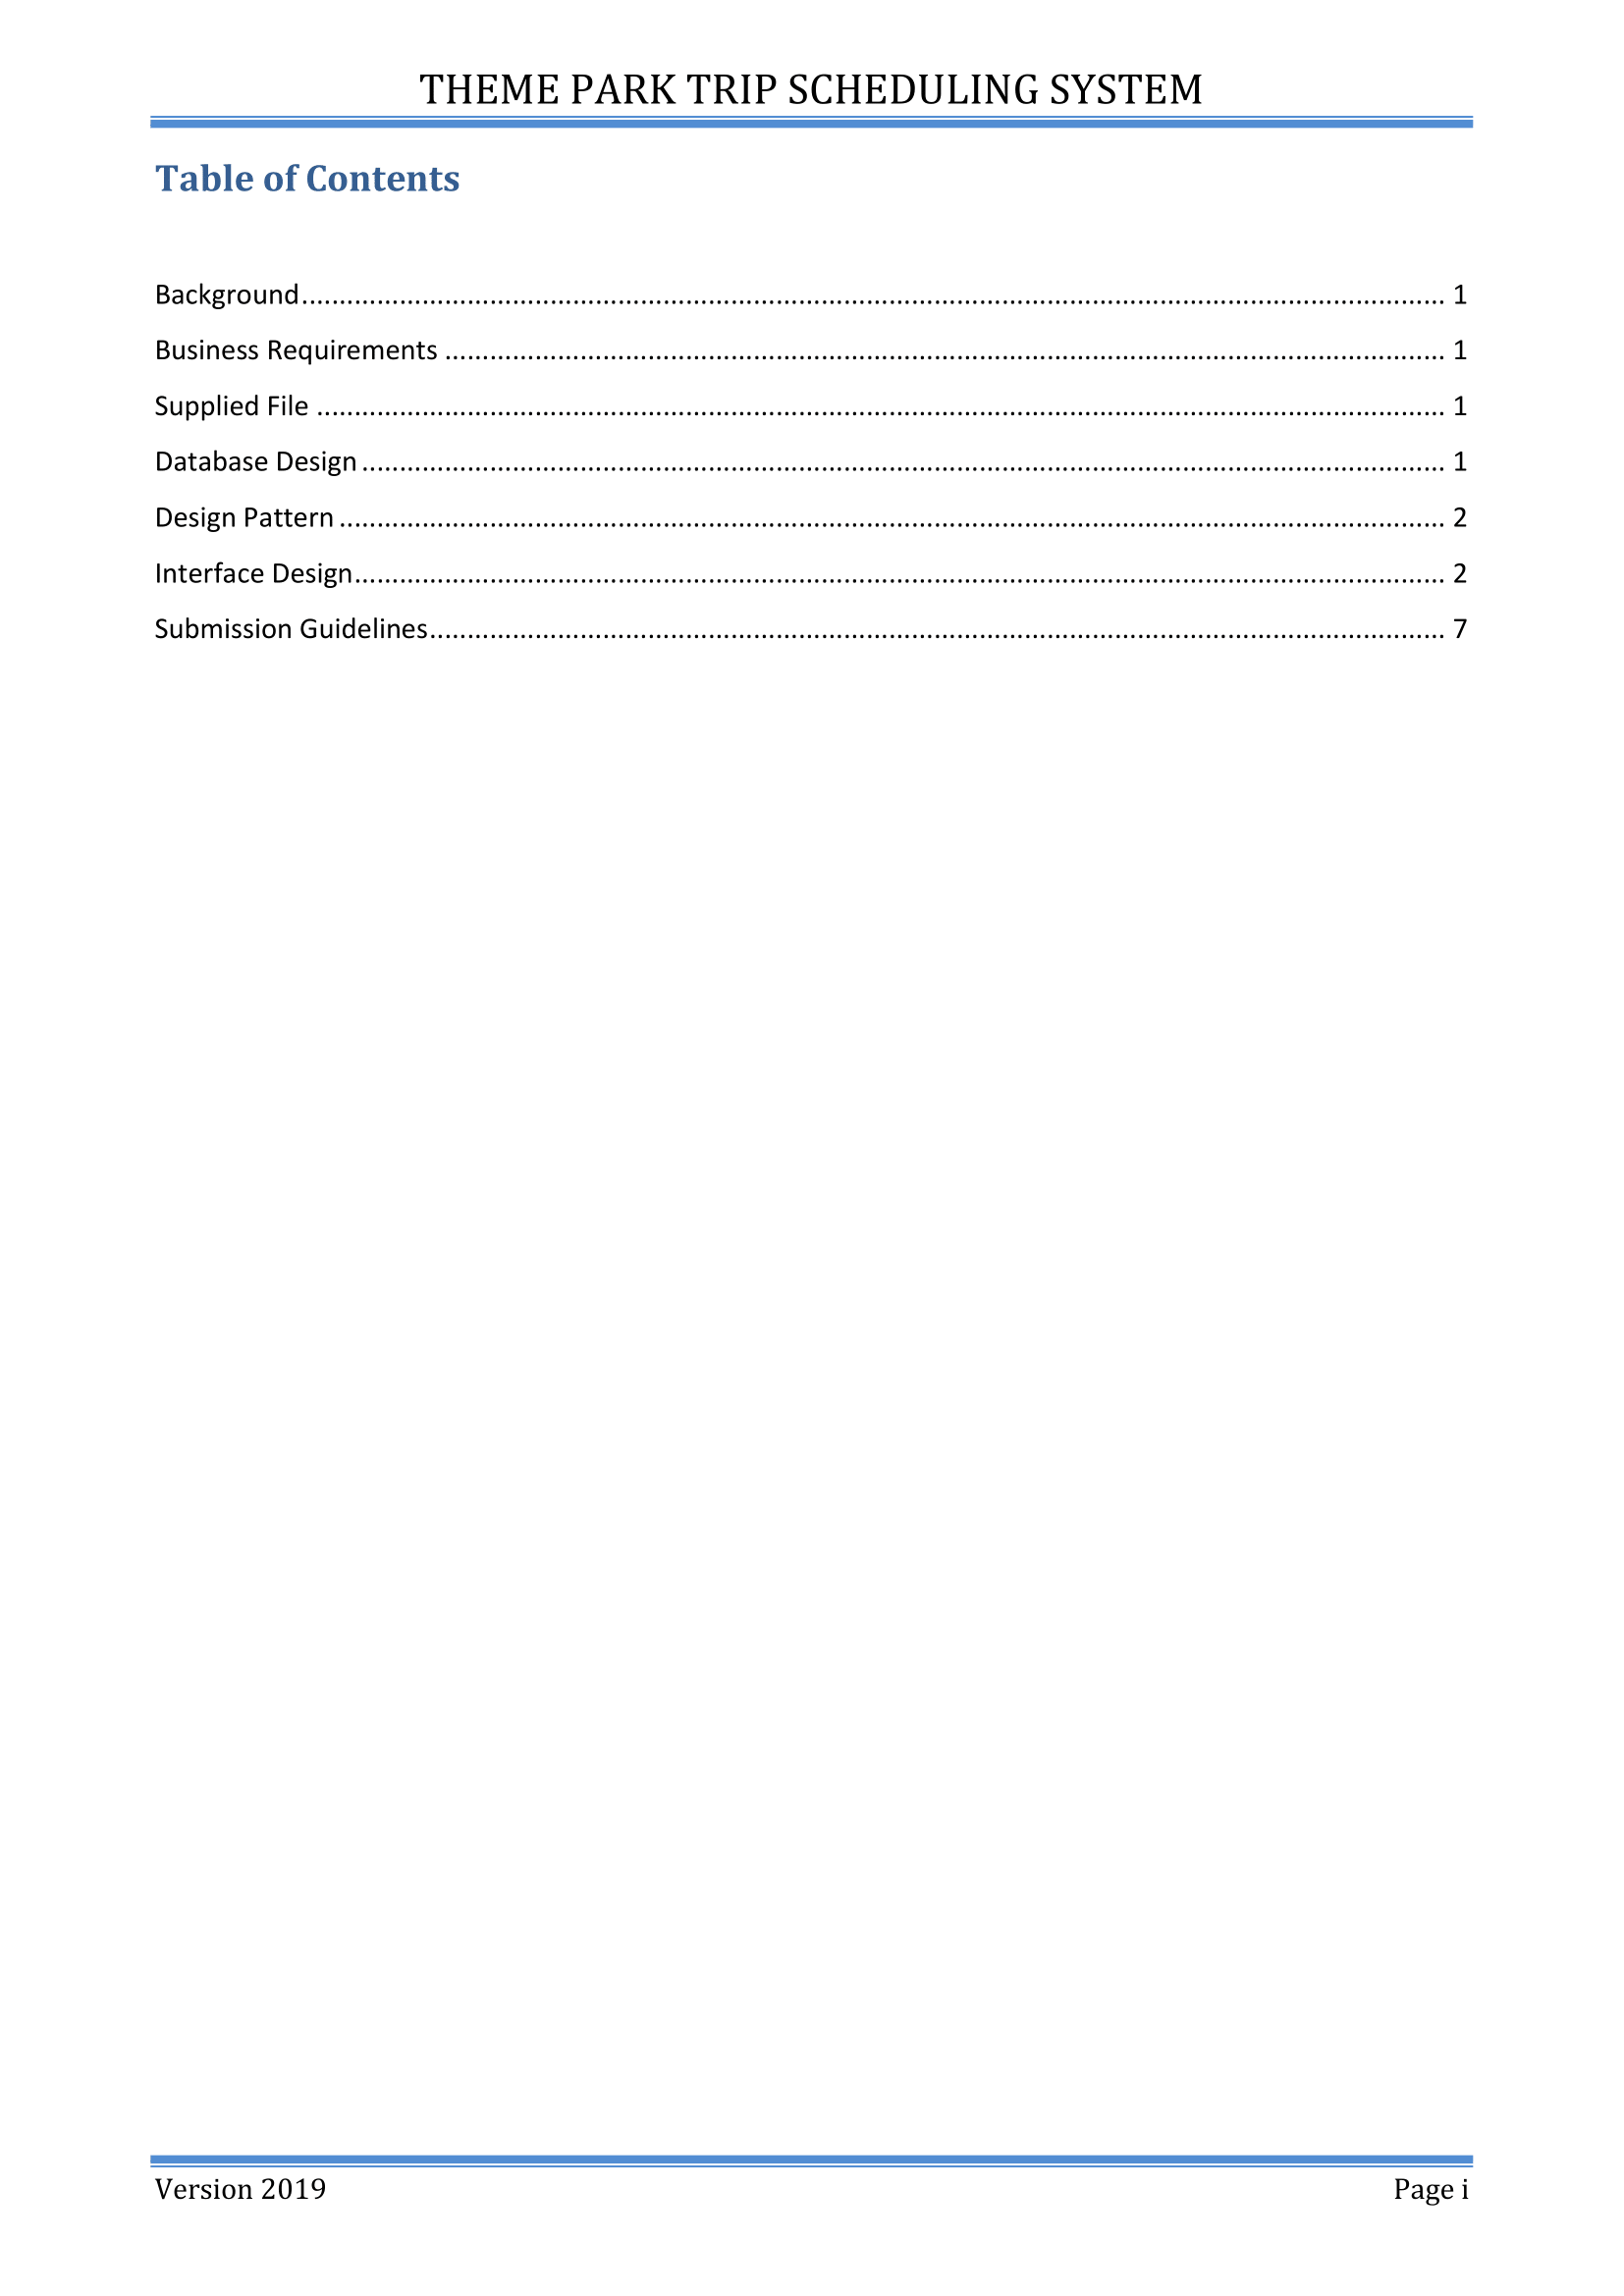 THEME PARK TRIP SCHEDULING SYSTEM
Table of Contents
Background........................................................................................................................................................ 1
Business Requirements ..................................................................................................................................... 1
Supplied File ...................................................................................................................................................... 1
Database Design ................................................................................................................................................ 1
Design Pattern ................................................................................................................................................... 2
Interface Design................................................................................................................................................. 2
Submission Guidelines....................................................................................................................................... 7
Version 2019
Page i